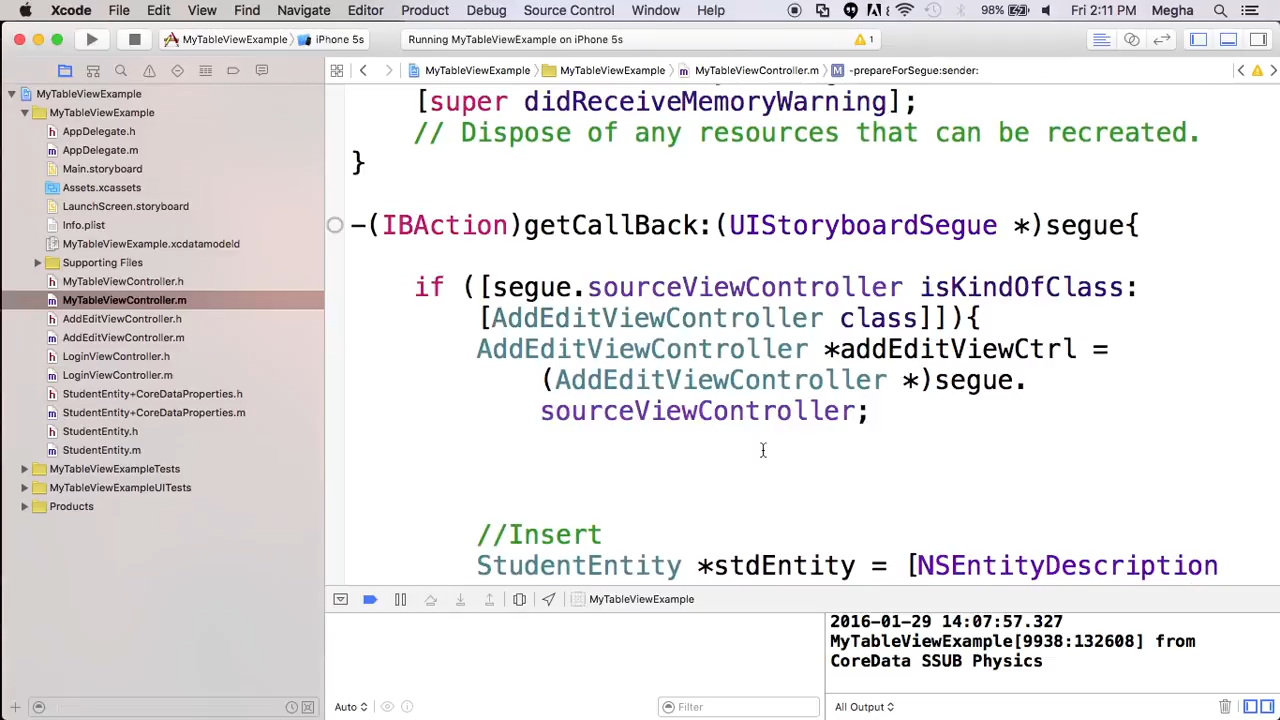 Xcode File Edit View Find Navigate Editor Product Debug Source Control Window Help 98% Fri 2:11 PM Megha
MyTableViewExample iPhone 5s Running MyTableViewExample on iPhone 5s 1
MyTableViewExample MyTableViewExample MyTableViewController.m -prepareForSegue:sender:
MyTableViewExample
MyTableViewExample
AppDelegate.h
AppDelegate.m
Main.storyboard
Assets.xcassets
LaunchScreen.storyboard
Info.plist
MyTableViewExample.xcdatamodeld
Supporting Files
MyTableViewController.h
MyTableViewController.m
AddEditViewController.h
AddEditViewController.m
LoginViewController.h
LoginViewController.m
StudentEntity+CoreDataProperties.h
StudentEntity+CoreDataProperties.m
StudentEntity.h
StudentEntity.m
MyTableViewExampleTests
MyTableViewExampleUITests
Products
[super didReceiveMemoryWarning];
// Dispose of any resources that can be recreated.
}
-(IBAction)getCallBack:(UIStoryboardSegue *)segue{
if ([segue.sourceViewController isKindOfClass:
[AddEditViewController class]]){
AddEditViewController *addEditViewCtrl =
(AddEditViewController *)segue.
sourceViewController;
//Insert
StudentEntity *stdEntity = [NSEntityDescription
MyTableViewExample
2016-01-29 14:07:57.327
MyTableViewExample[9938:132608] from
CoreData SSUB Physics
Auto Filter All Output